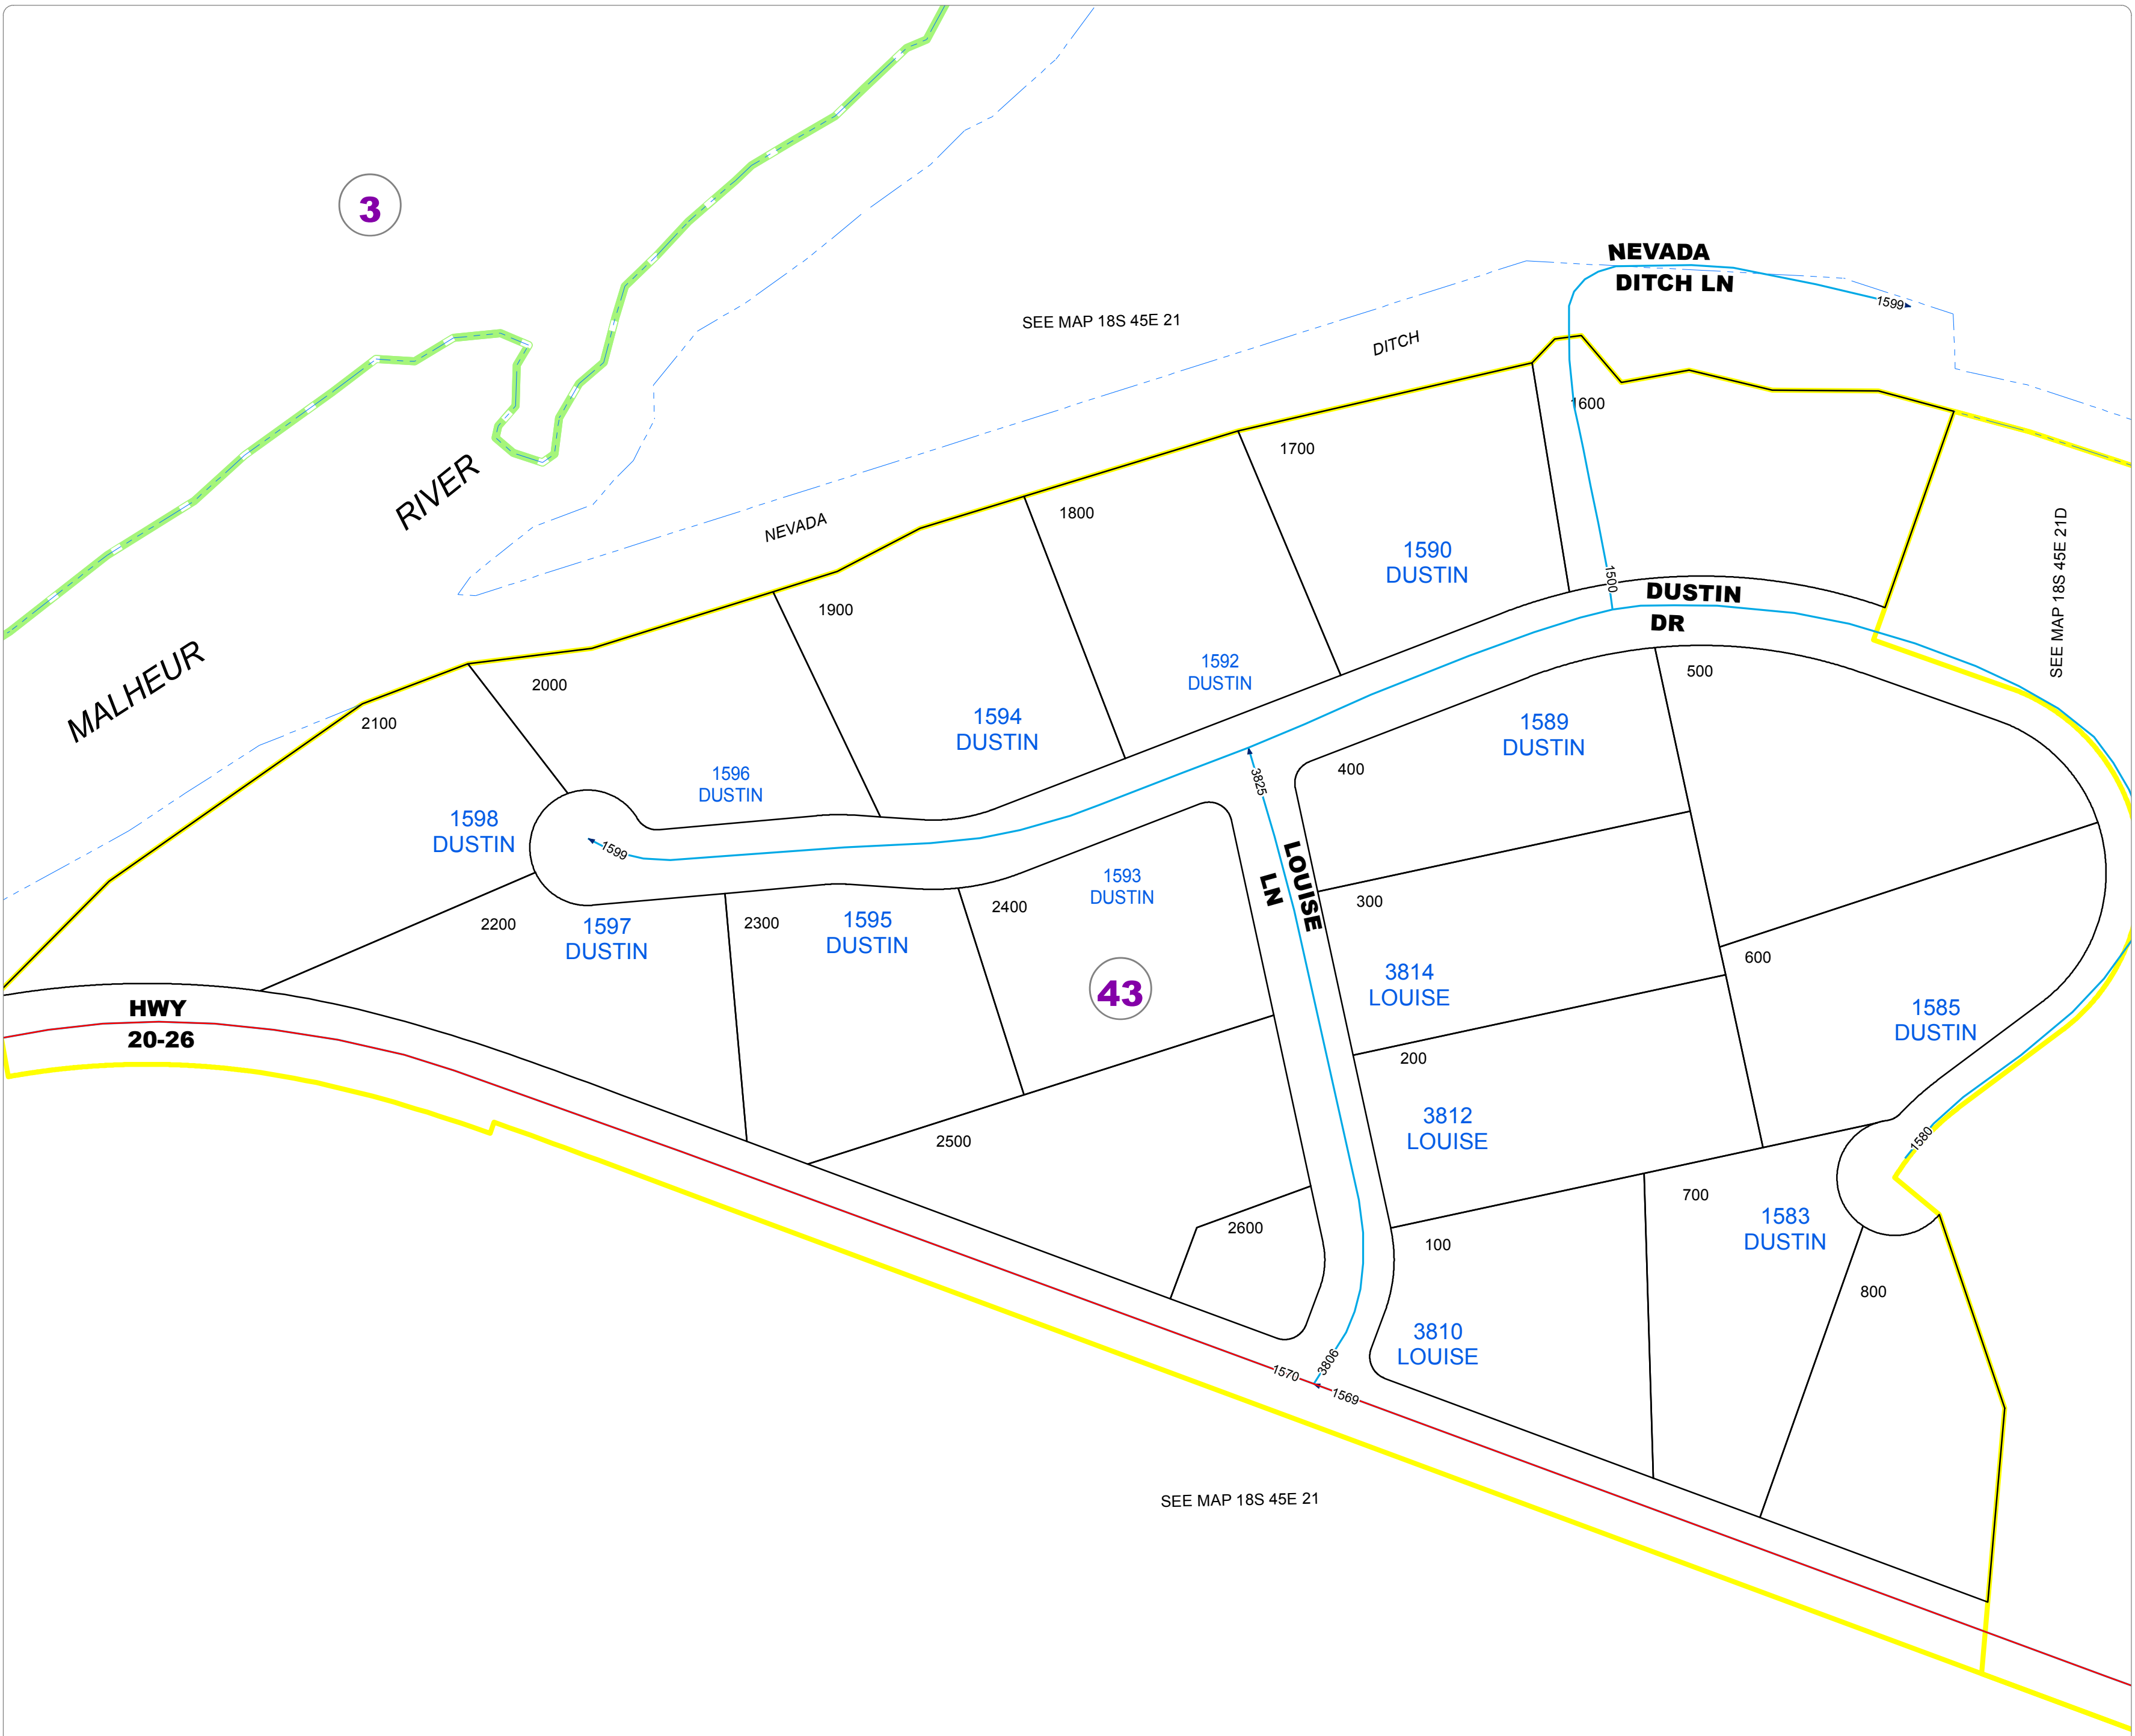 3
NEVADA
DITCH LN
1599
SEE MAP 18S 45E 21
DITCH
1600
1700
RIVER
1800
NEVADA
SEE MAP 18S 45E 21D
1590
DUSTIN
1500
DUSTIN
DR
1900
MALHEUR
1592
DUSTIN
2000
500
2100
1594
DUSTIN
1589
DUSTIN
400
3825
1596
DUSTIN
1598
DUSTIN
1599
LOUISE
LN
1593
DUSTIN
300
2400
2200
1597
DUSTIN
2300
1595
DUSTIN
600
43
3814
LOUISE
HWY
20-26
1585
DUSTIN
200
3812
LOUISE
2500
1580
700
1583
DUSTIN
2600
100
800
3810
LOUISE
3806
1570
1569
SEE MAP 18S 45E 21